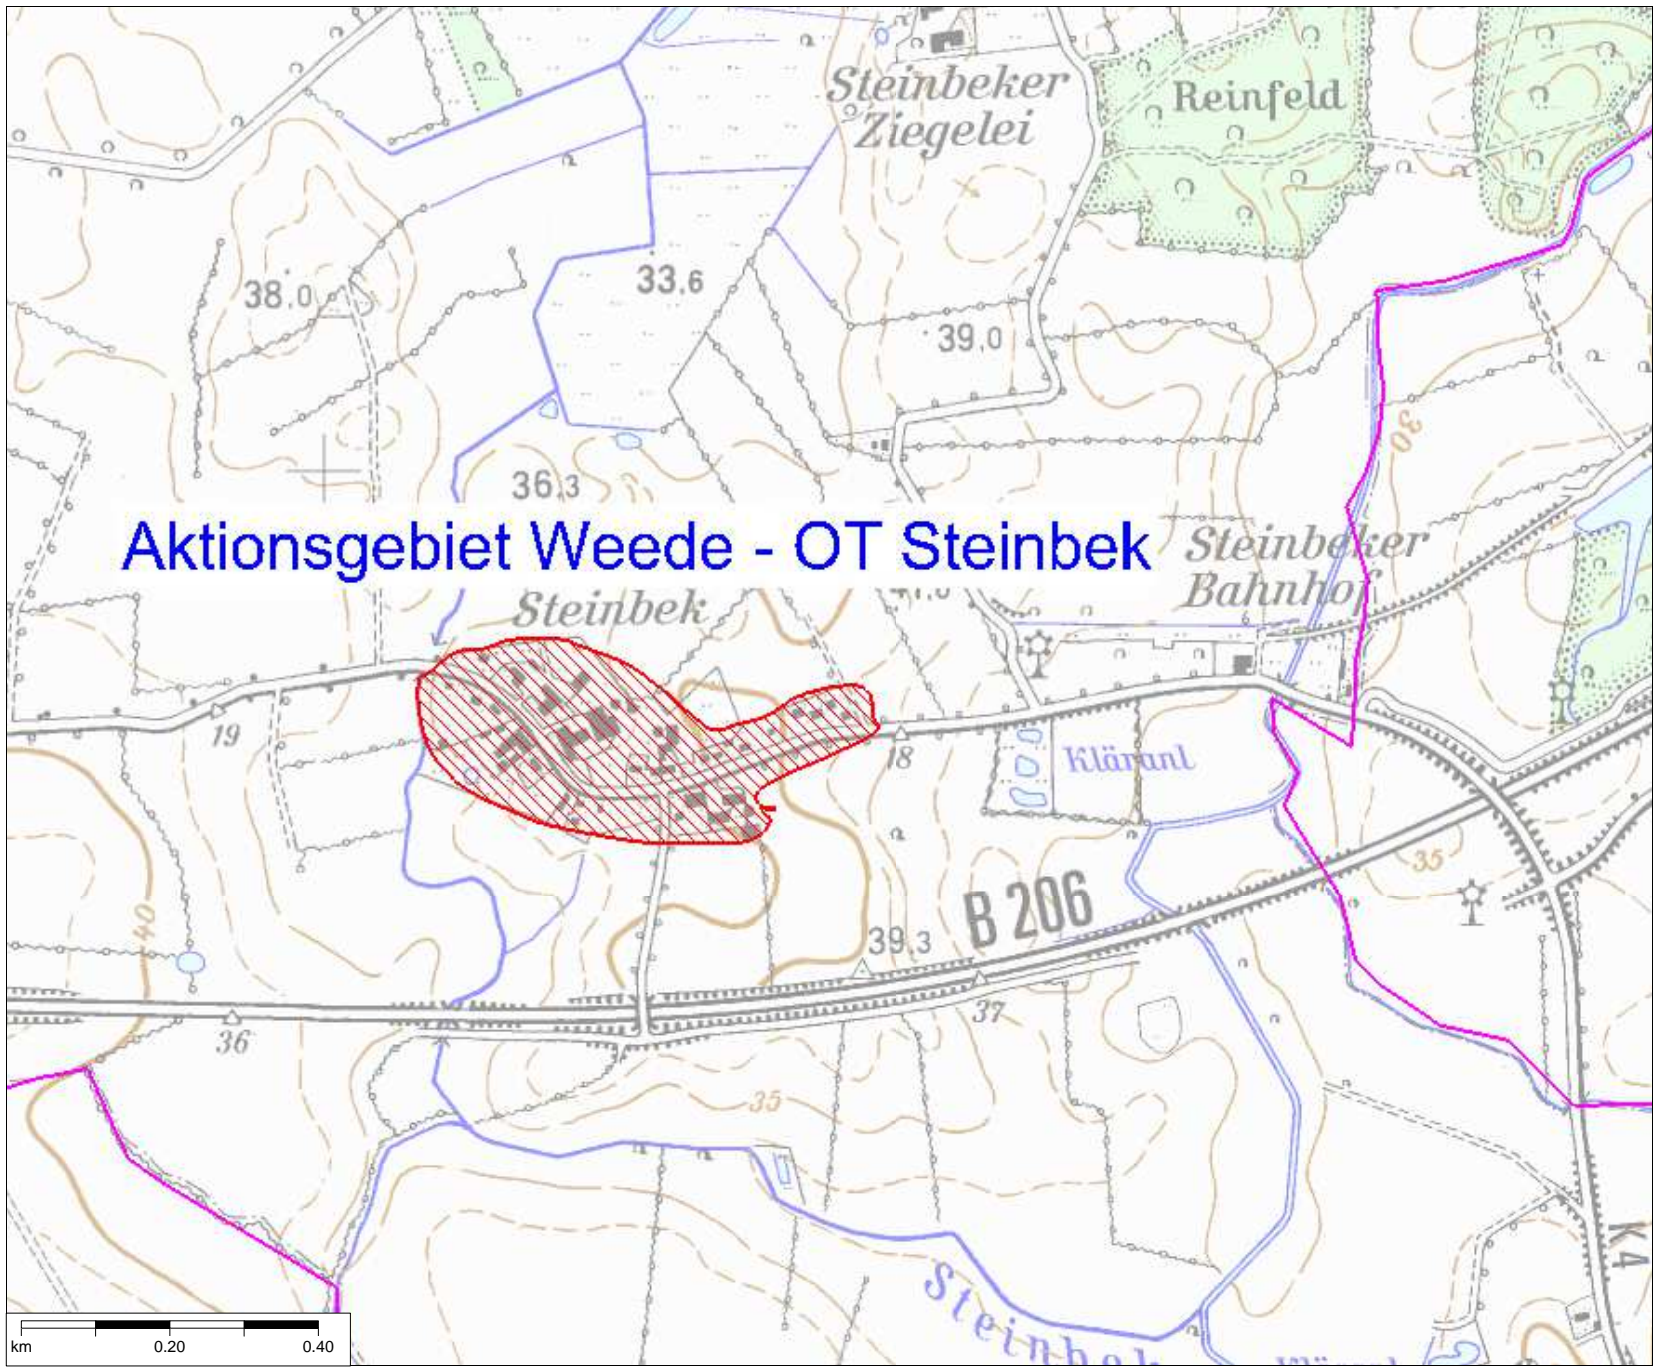 Steinbeker
Ziegelei
Reinfeld
38.0
33.6
39,0
30
36.3
Aktionsgebiet Weede - OT Steinbek
Steinbeker
Bahnhof
Steinbek
19
18
Kläranl
35
40
B 206
39.3
37
36
35
K 4
Steinbek
km
0.20
0.40